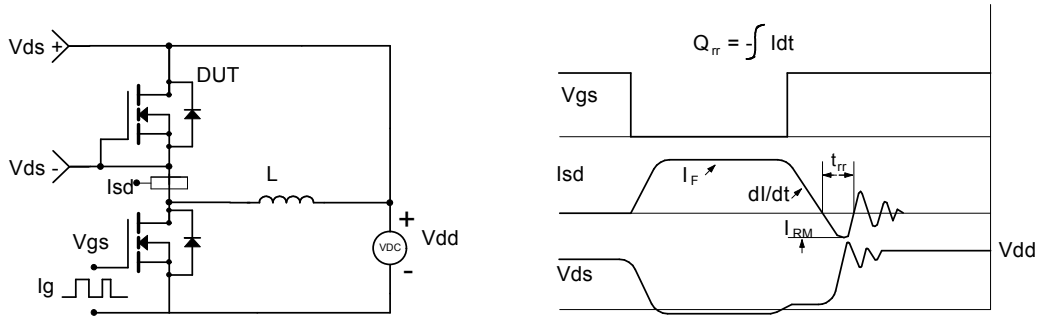 Vds +
DUT
Vds -
Isd
L
Vgs
+
VDC
Vdd
-
Ig
Qrr = -∫ Idt
Vgs
Isd
IF
dI/dt
trr
IRM
Vds
Vdd